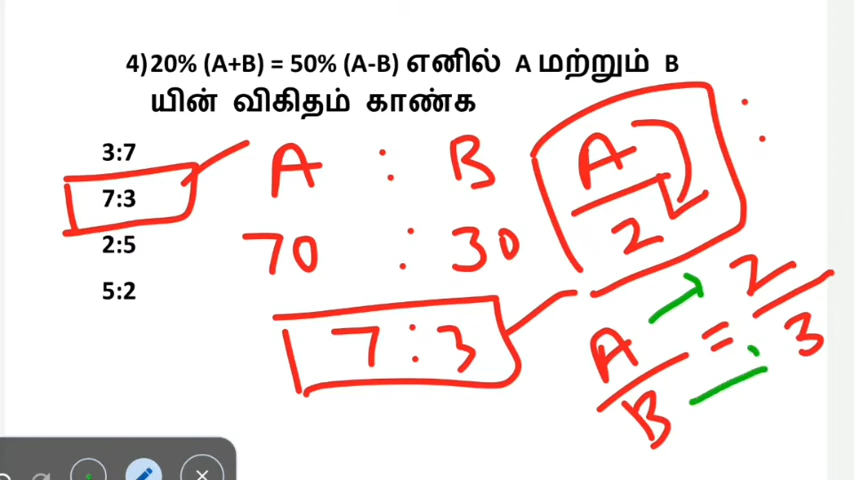 4)20% (A+B) = 50% (A-B) எனில் A மற்றும் B
யின் விகிதம் காண்க
3:7
7:3
2:5
5:2
A : B
70 : 30
7:3
A
2
:
A/B = 2/3